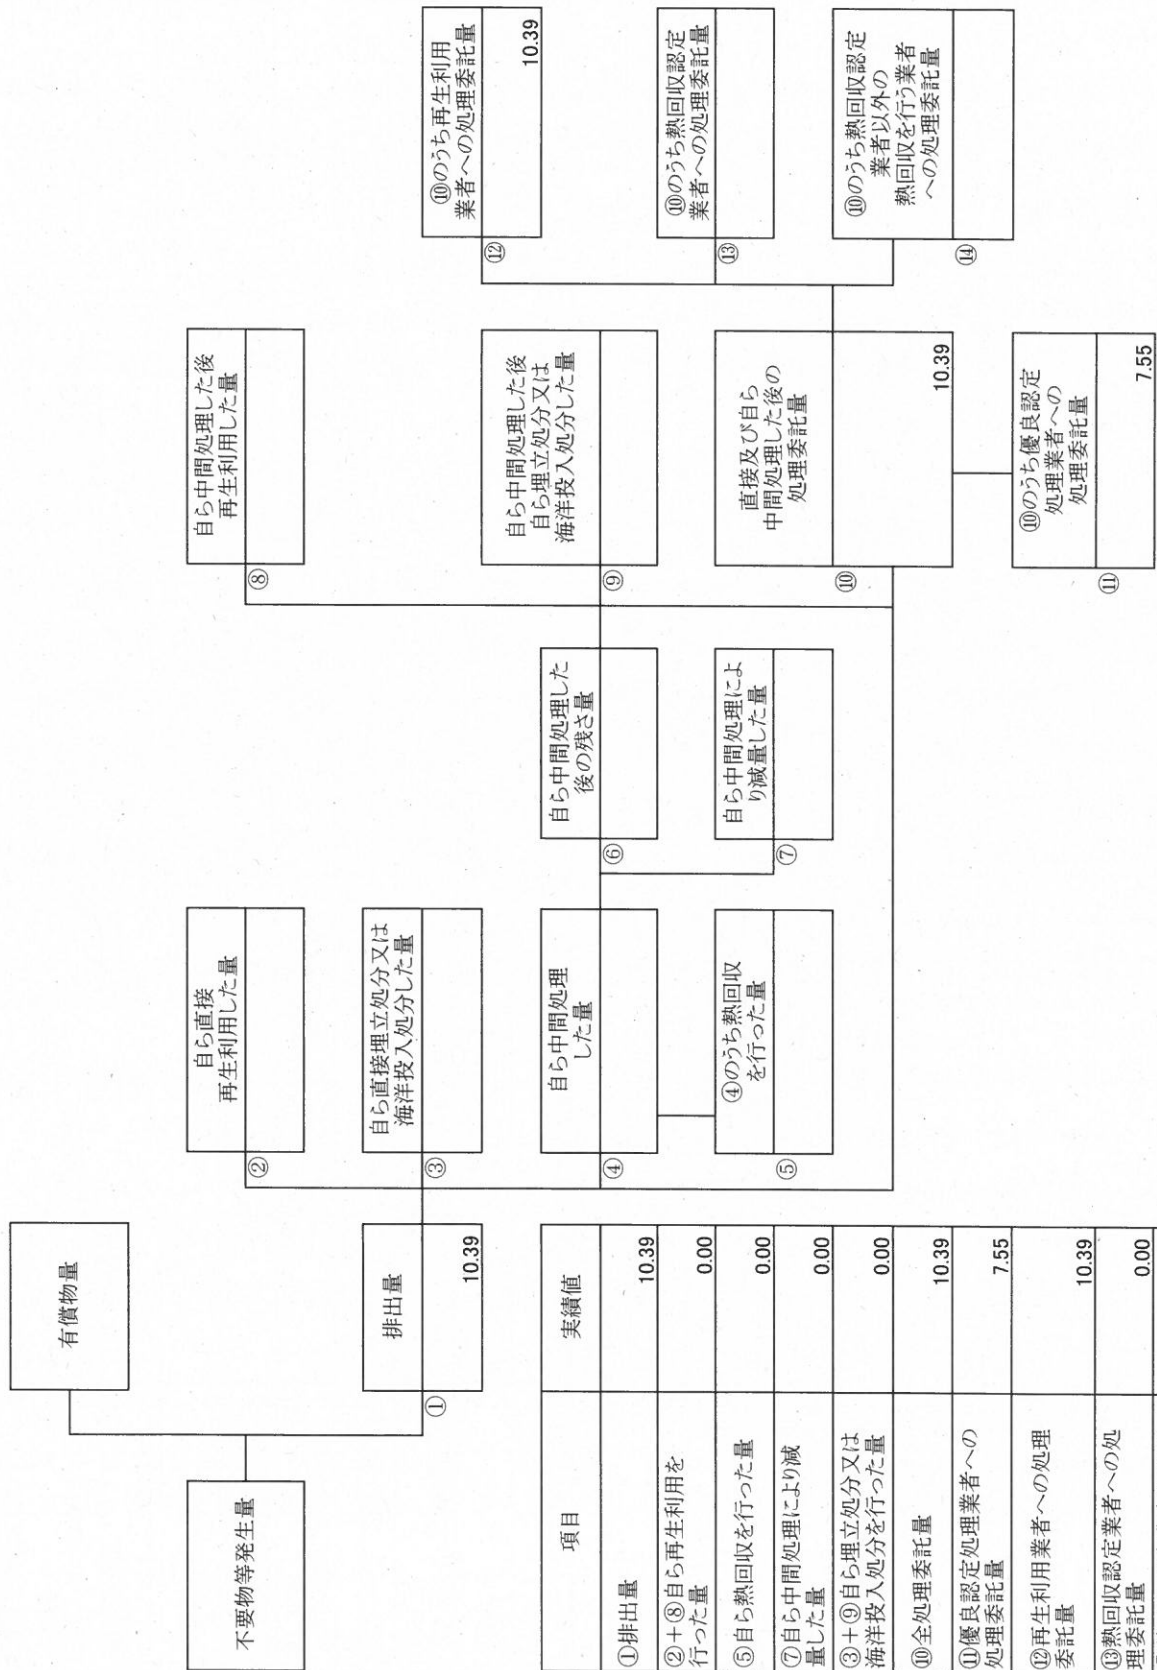 不要物等発生量
有償物量
排出量
①
10.39
自ら直接
再生利用した量
②
自ら直接埋立処分又は
海洋投入処分した量
③
自ら中間処理
した量
④
④のうち熱回収
を行った量
⑤
自ら中間処理した
後の残さ量
⑥
自ら中間処理によ
り減量した量
⑦
自ら中間処理した後
再生利用した量
⑧
自ら中間処理した後
自ら埋立処分又は
海洋投入処分した量
⑨
直接及び自ら
中間処理した後の
処理委託量
⑩
10.39
⑩のうち優良認定
処理業者への
処理委託量
⑪
7.55
⑩のうち再生利用
業者への処理委託量
⑫
10.39
⑩のうち熱回収認定
業者への処理委託量
⑬
⑩のうち熱回収認定
業者以外の
熱回収を行う業者
への処理委託量
⑭
項目
実績値
①排出量
10.39
②+⑧自ら再生利用を
行った量
0.00
⑤自ら熱回収を行った量
0.00
⑦自ら中間処理により減
量した量
0.00
③+⑨自ら埋立処分又は
海洋投入処分を行った量
0.00
⑩全処理委託量
10.39
⑪優良認定処理業者への
処理委託量
7.55
⑫再生利用業者への処理
委託量
10.39
⑬熱回収認定業者への処
理委託量
0.00